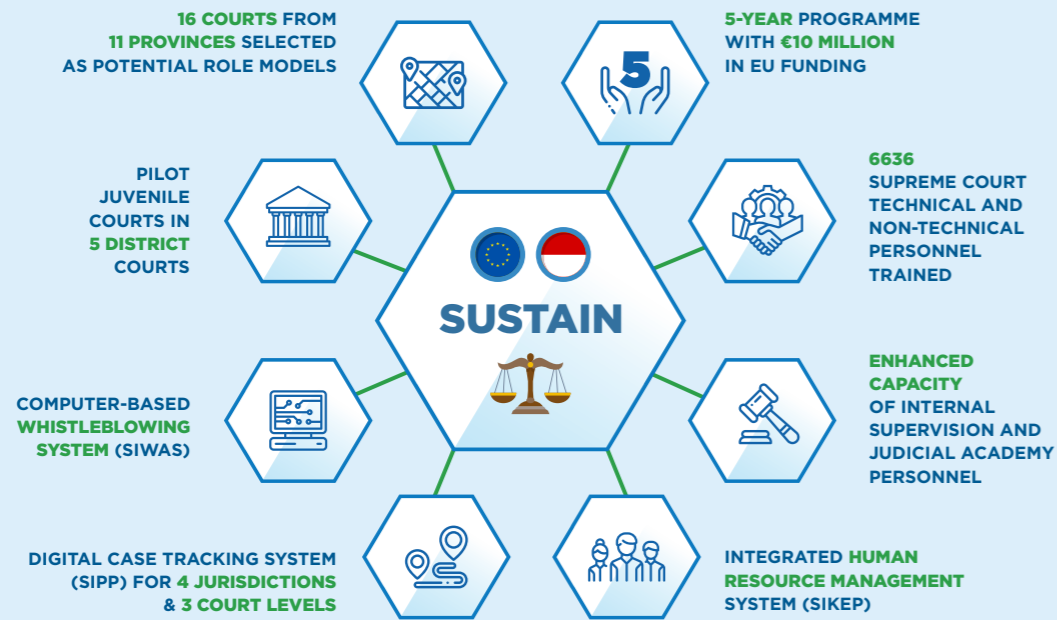 16 COURTS FROM
11 PROVINCES SELECTED
AS POTENTIAL ROLE MODELS
5-YEAR PROGRAMME
WITH €10 MILLION
IN EU FUNDING
5
PILOT
JUVENILE
COURTS IN
5 DISTRICT
COURTS
6636
SUPREME COURT
TECHNICAL AND
NON-TECHNICAL
PERSONNEL
TRAINED
SUSTAIN
COMPUTER-BASED
WHISTLEBLOWING
SYSTEM (SIWAS)
ENHANCED
CAPACITY
OF INTERNAL
SUPERVISION AND
JUDICIAL ACADEMY
PERSONNEL
DIGITAL CASE TRACKING SYSTEM
(SIPP) FOR 4 JURISDICTIONS
& 3 COURT LEVELS
INTEGRATED HUMAN
RESOURCE MANAGEMENT
SYSTEM (SIKEP)